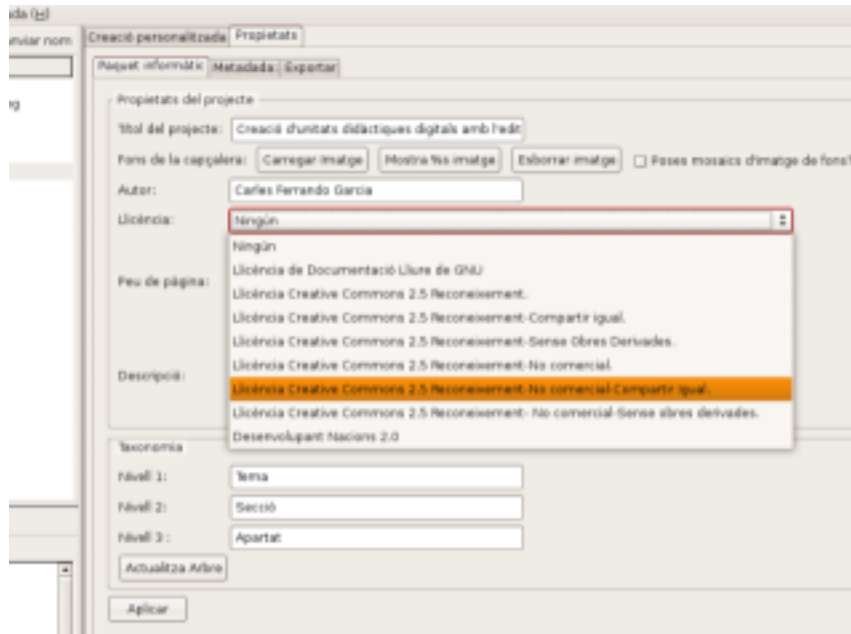 ada (H)
nviar nom Creació personalitzada Propietats
Paquet informàtic Metadada Exportar
ng
Propietats del projecte
Títol del projecte: Creació d'unitats didàctiques digitals amb l'edit
Fons de la capçalera: Carregar Imatge Mostra %s imatge Esborrar imatge Poses mosaics d'imatge de fons?
Autor: Carles Ferrando Garcia
Llicència: Ningún
Ningún
Llicència de Documentació Lliure de GNU
Peu de pàgina:
Llicència Creative Commons 2.5 Reconeixement.
Llicència Creative Commons 2.5 Reconeixement-Compartir igual.
Llicència Creative Commons 2.5 Reconeixement-Sense Obres Derivades.
Llicència Creative Commons 2.5 Reconeixement-No comercial.
Descripció:
Llicència Creative Commons 2.5 Reconeixement-No comercial-Compartir Igual.
Llicència Creative Commons 2.5 Reconeixement- No comercial-Sense obres derivades.
Desenvolupant Nacions 2.0
Taxonomia
Nivell 1: Tema
Nivell 2: Secció
Nivell 3 : Apartat
Actualitza Arbre
Aplicar